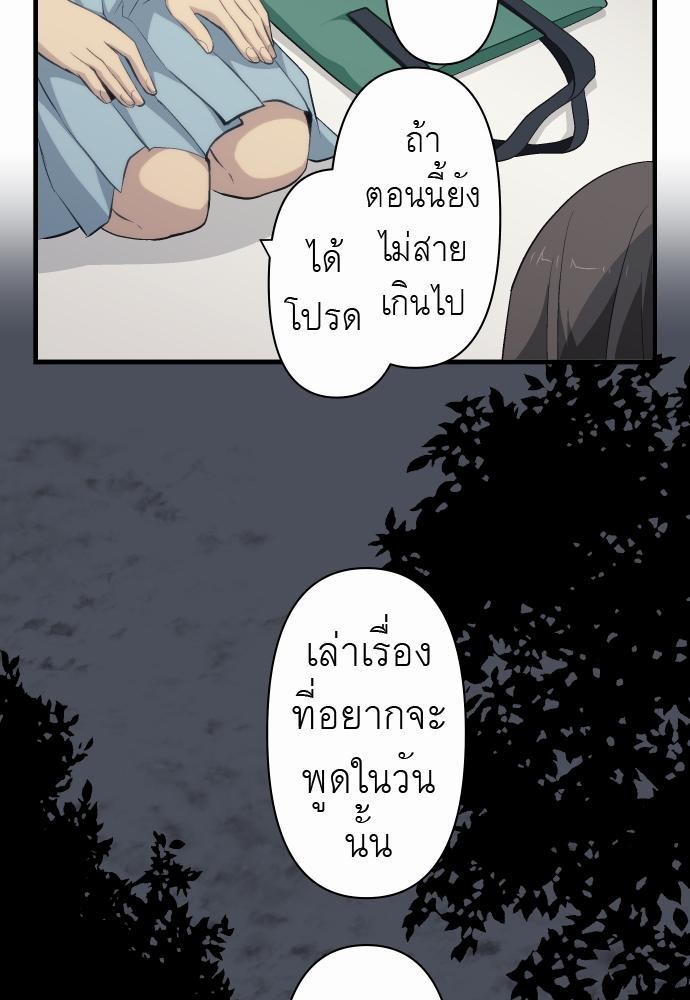 ถ้า
ตอนนี้ยัง
ไม่สาย
เกินไป
ได้
โปรด
เล่าเรื่อง
ที่อยากจะ
พูดในวัน
นั้น